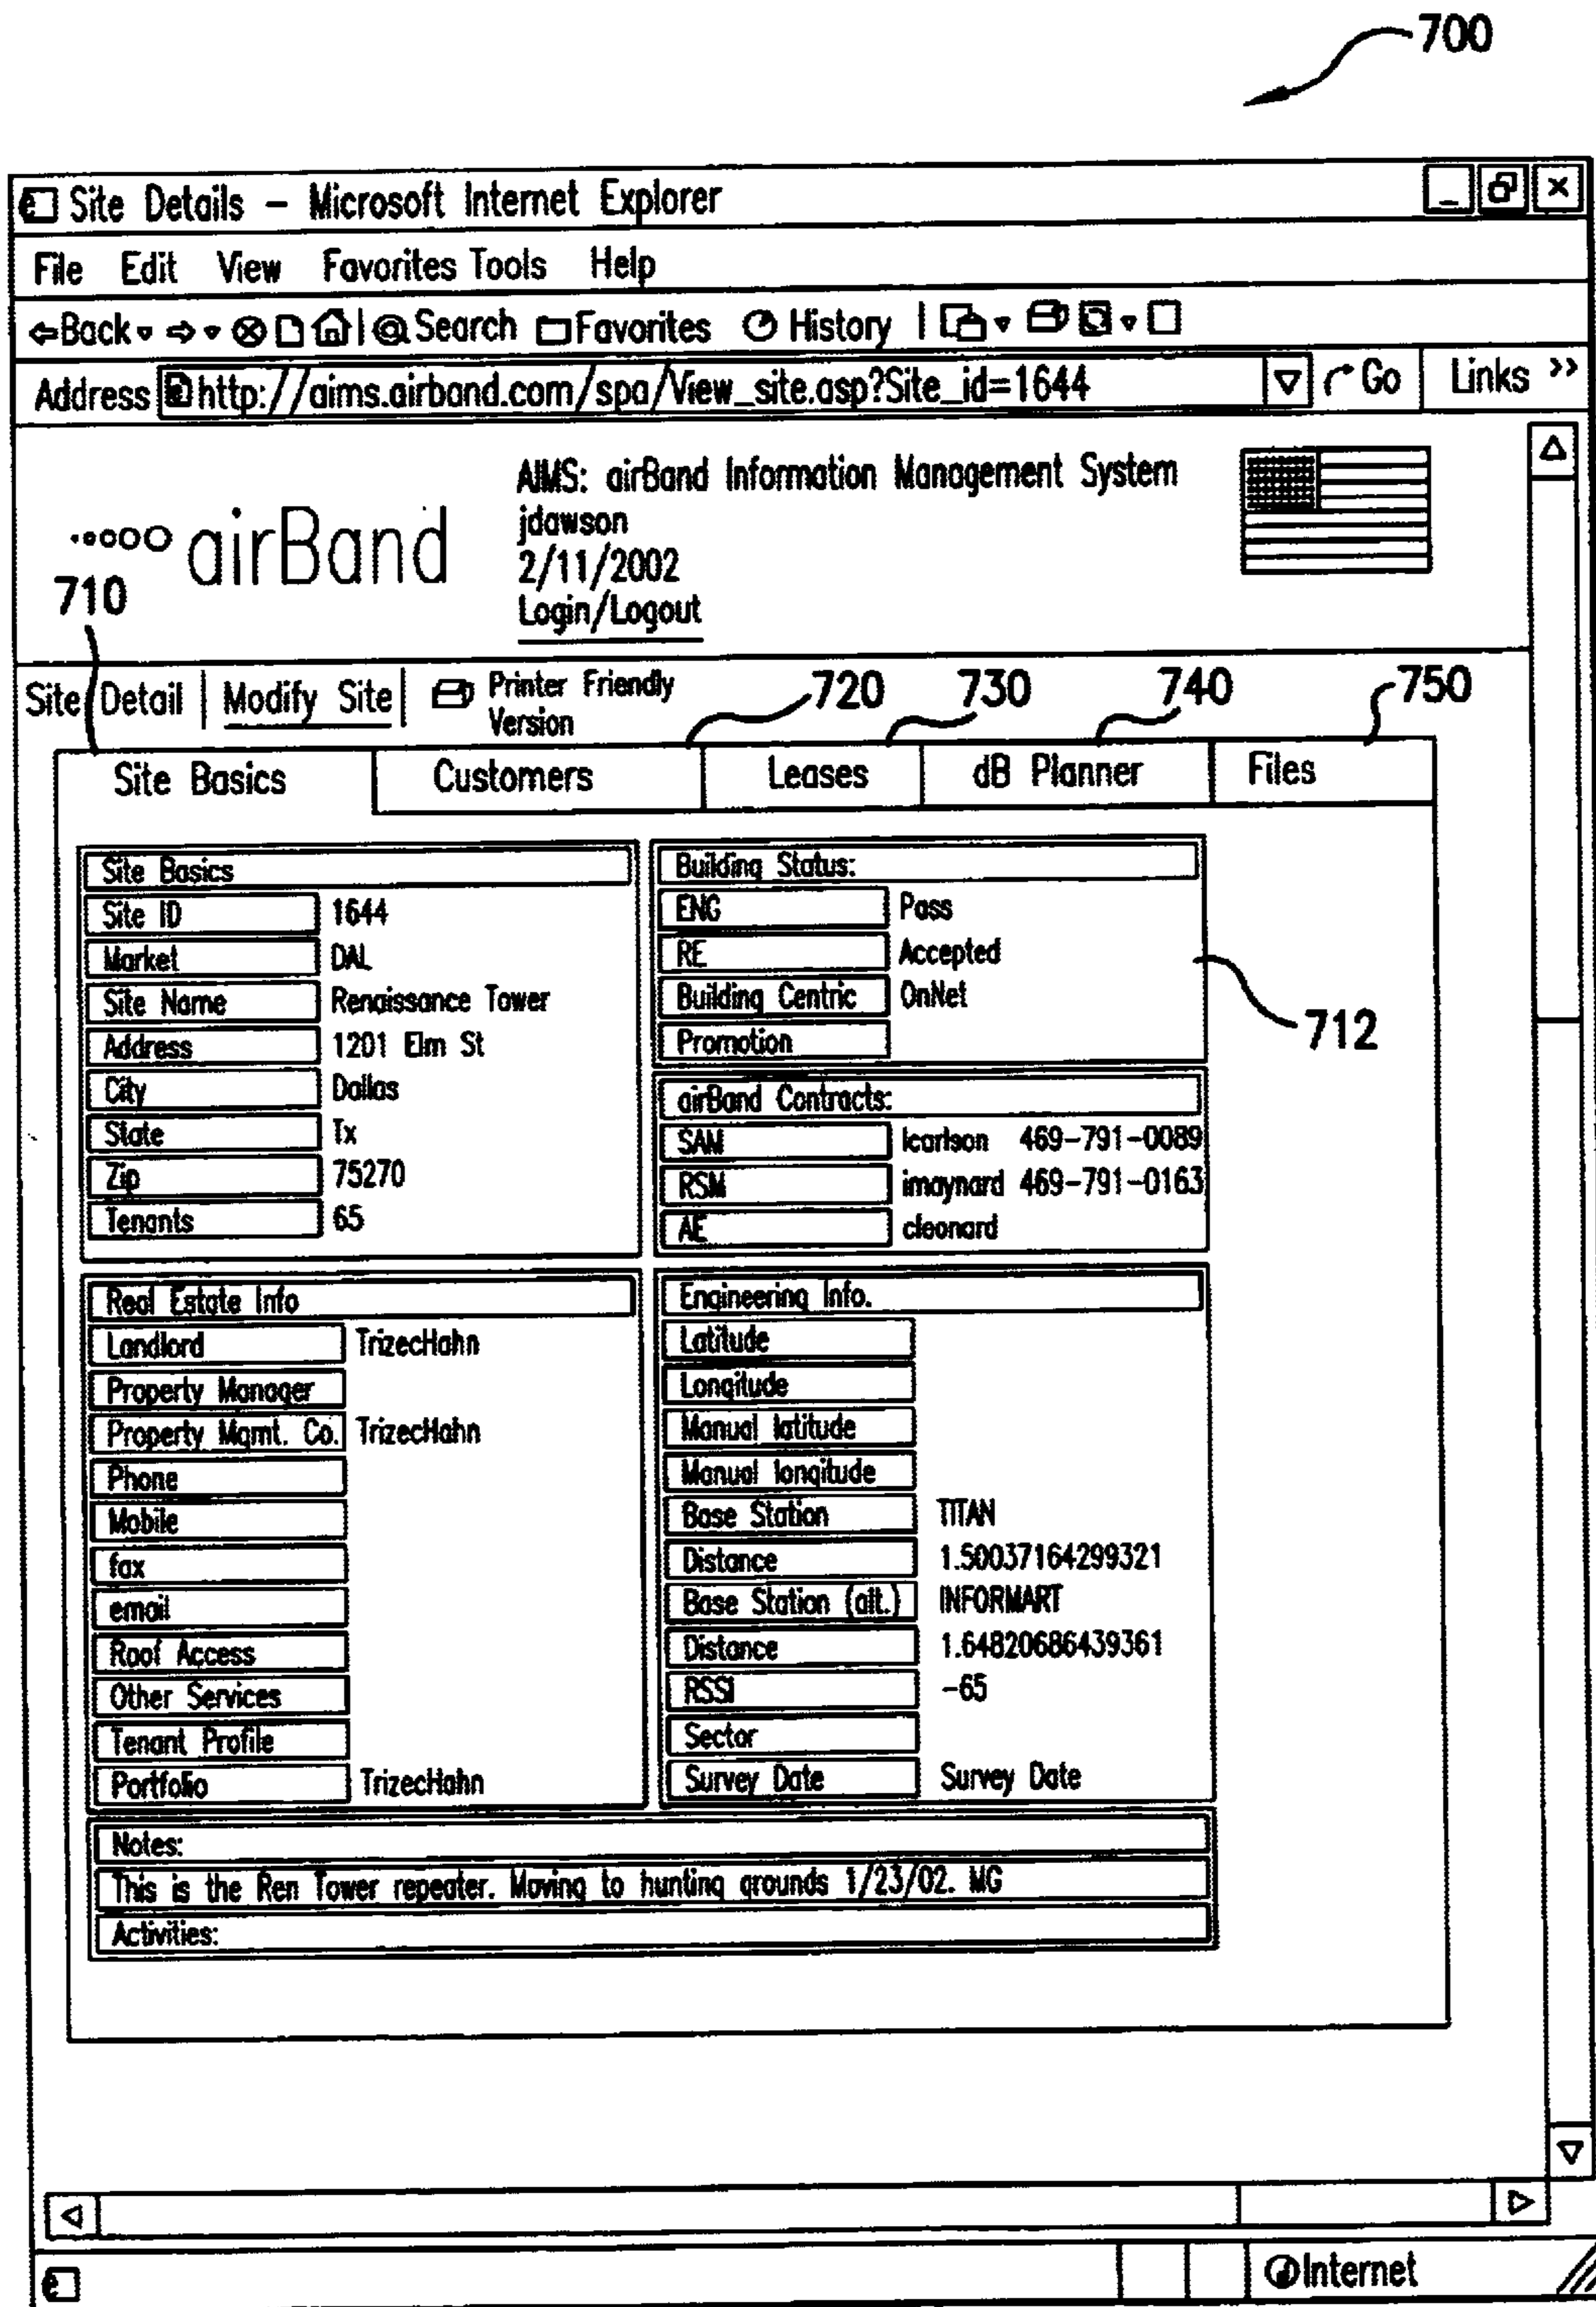 700
Site Details – Microsoft Internet Explorer
File Edit View Favorites Tools Help
Back Search Favorites History
Address http://aims.airband.com/spa/View_site.asp?Site_id=1644 Go Links >>
airBand
AIMS: airBand Information Management System
jdawson
2/11/2002
Login/Logout
710
Site Detail | Modify Site | Printer Friendly Version
720 730 740 750
Site Basics Customers Leases dB Planner Files
Site Basics
Site ID 1644
Market DAL
Site Name Renaissance Tower
Address 1201 Elm St
City Dallas
State Tx
Zip 75270
Tenants 65
Building Status:
ENG Pass
RE Accepted
Building Centric OnNet
Promotion
712
airBand Contracts:
SAM lcarlson 469-791-0089
RSM imaynard 469-791-0163
AE cleonard
Real Estate Info
Landlord TrizecHahn
Property Manager
Property Mgmt. Co. TrizecHahn
Phone
Mobile
fax
email
Roof Access
Other Services
Tenant Profile
Portfolio TrizecHahn
Engineering Info.
Latitude
Longitude
Manual latitude
Manual longitude
Base Station TITAN
Distance 1.50037164299321
Base Station (alt.) INFORMART
Distance 1.64820686439361
RSSI -65
Sector
Survey Date Survey Date
Notes:
This is the Ren Tower repeater. Moving to hunting grounds 1/23/02. MG
Activities:
Internet